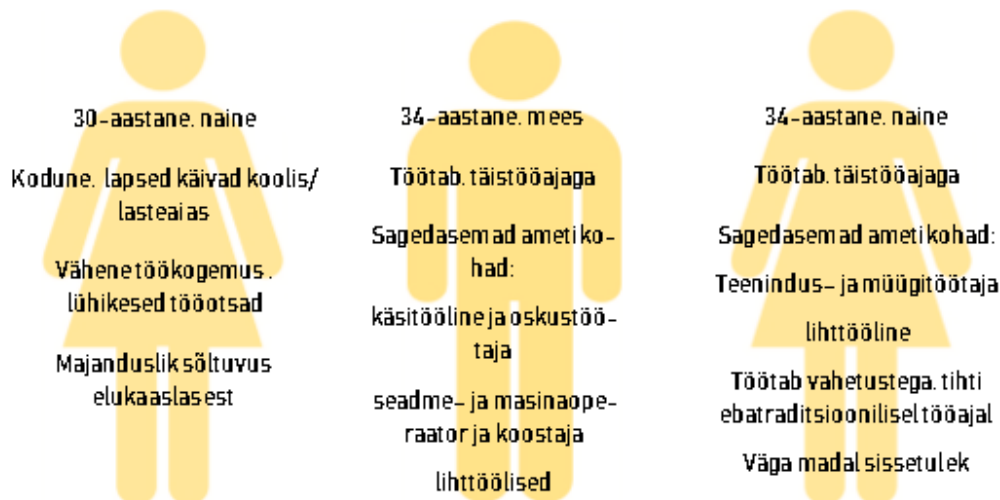 30-aastane. naine
Kodune. lapsed käivad koolis/
lasteaias
Vähene töökogemus.
lühikesed tööotsad
Majanduslik sõltuvus
elukaaslasest
34-aastane. mees
Töötab. täistööajaga
Sagedasemad ametiko-
had:
käsitööline ja oskustöö-
taja
seadme- ja masinaope-
raator ja koostaja
lihttöölised
34-aastane. naine
Töötab. täistööajaga
Sagedasemad ametikohad:
Teenindus- ja müügitöötaja
lihttööline
Töötab vahetustega. tihti
ebatraditsioonilisel tööajal
Väga madal sissetulek